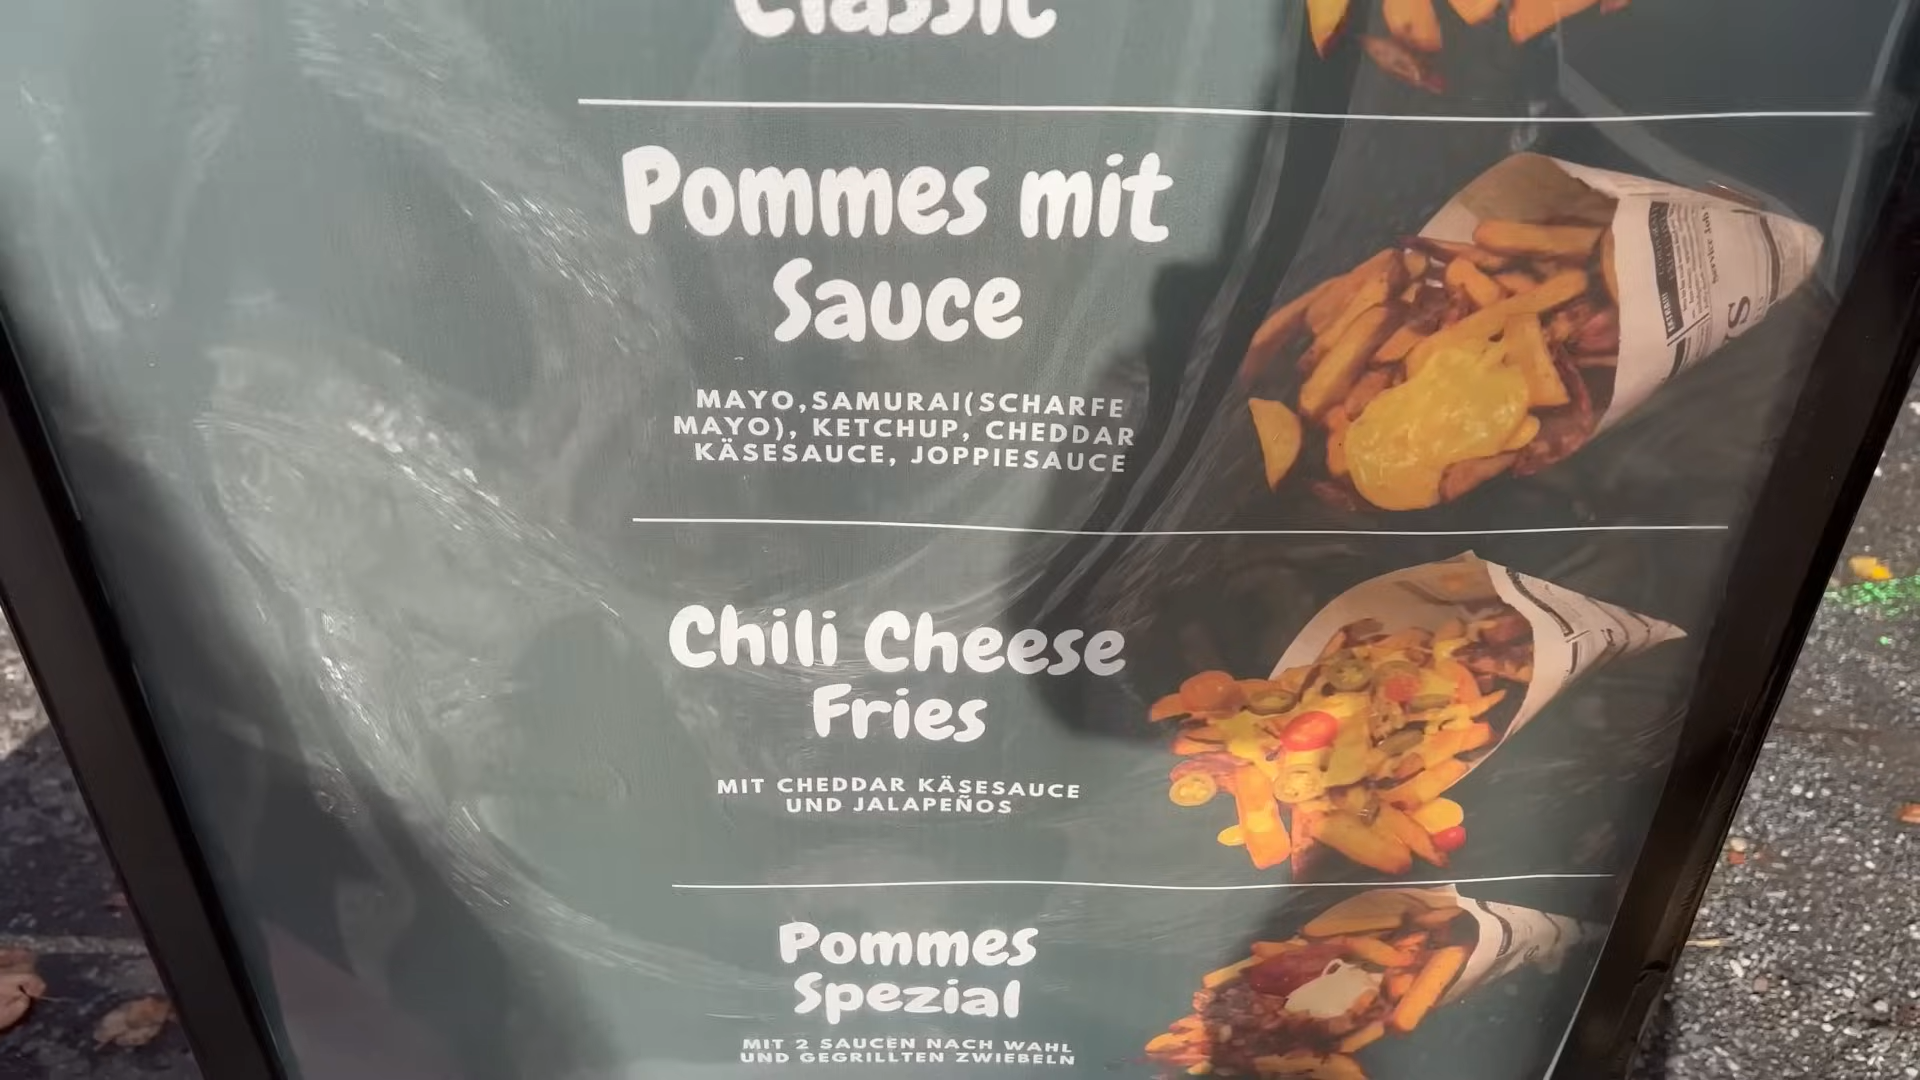 Classic
Pommes mit
Sauce
MAYO,SAMURAI(SCHARFE
MAYO), KETCHUP, CHEDDAR
KÄSESAUCE, JOPPIESAUCE
Chili Cheese
Fries
MIT CHEDDAR KÄSESAUCE
UND JALAPEÑOS
Pommes
Spezial
MIT 2 SAUCEN NACH WAHL
UND GEGRILLTEN ZWIEBELN